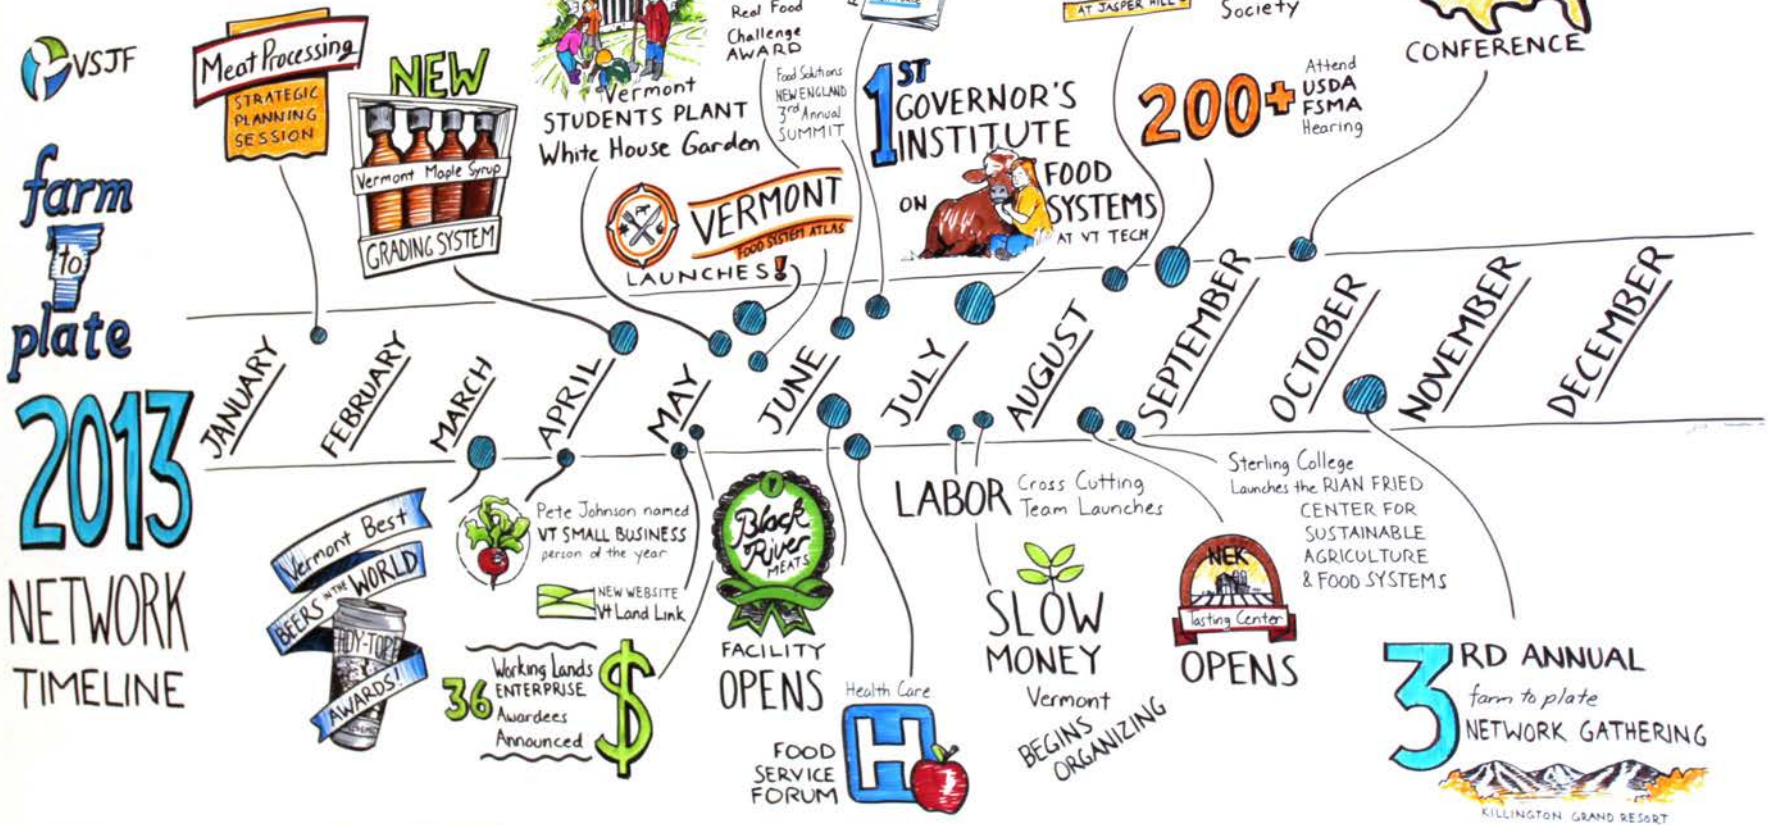 VSJF
farm
to
plate
2013
NETWORK
TIMELINE
Meat Processing
STRATEGIC
PLANNING
SESSION
NEW
Vermont Maple Syrup
GRADING SYSTEM
Vermont
STUDENTS PLANT
White House Garden
Real Food
Challenge
AWARD
Food Solutions
NEW ENGLAND
3rd Annual
SUMMIT
VERMONT
FOOD SYSTEM ATLAS
LAUNCHES!
1ST
GOVERNOR'S
INSTITUTE
ON
FOOD
SYSTEMS
AT VT TECH
AT JASPER HILL
Society
200+
Attend
USDA
FSMA
Hearing
CONFERENCE
JANUARY
FEBRUARY
MARCH
APRIL
MAY
JUNE
JULY
AUGUST
SEPTEMBER
OCTOBER
NOVEMBER
DECEMBER
Vermont Best
BEERS IN THE WORLD
AWARDS!
Pete Johnson named
VT SMALL BUSINESS
person of the year
NEW WEBSITE
Vt Land Link
36
Working Lands
ENTERPRISE
Awardees
Announced
$
Black
River
MEATS
FACILITY
OPENS
Health Care
H
FOOD
SERVICE
FORUM
LABOR
Cross Cutting
Team Launches
SLOW
MONEY
Vermont
BEGINS
ORGANIZING
NEK
Tasting Center
OPENS
Sterling College
Launches the RIAN FRIED
CENTER FOR
SUSTAINABLE
AGRICULTURE
& FOOD SYSTEMS
3RD ANNUAL
farm to plate
NETWORK GATHERING
KILLINGTON GRAND RESORT